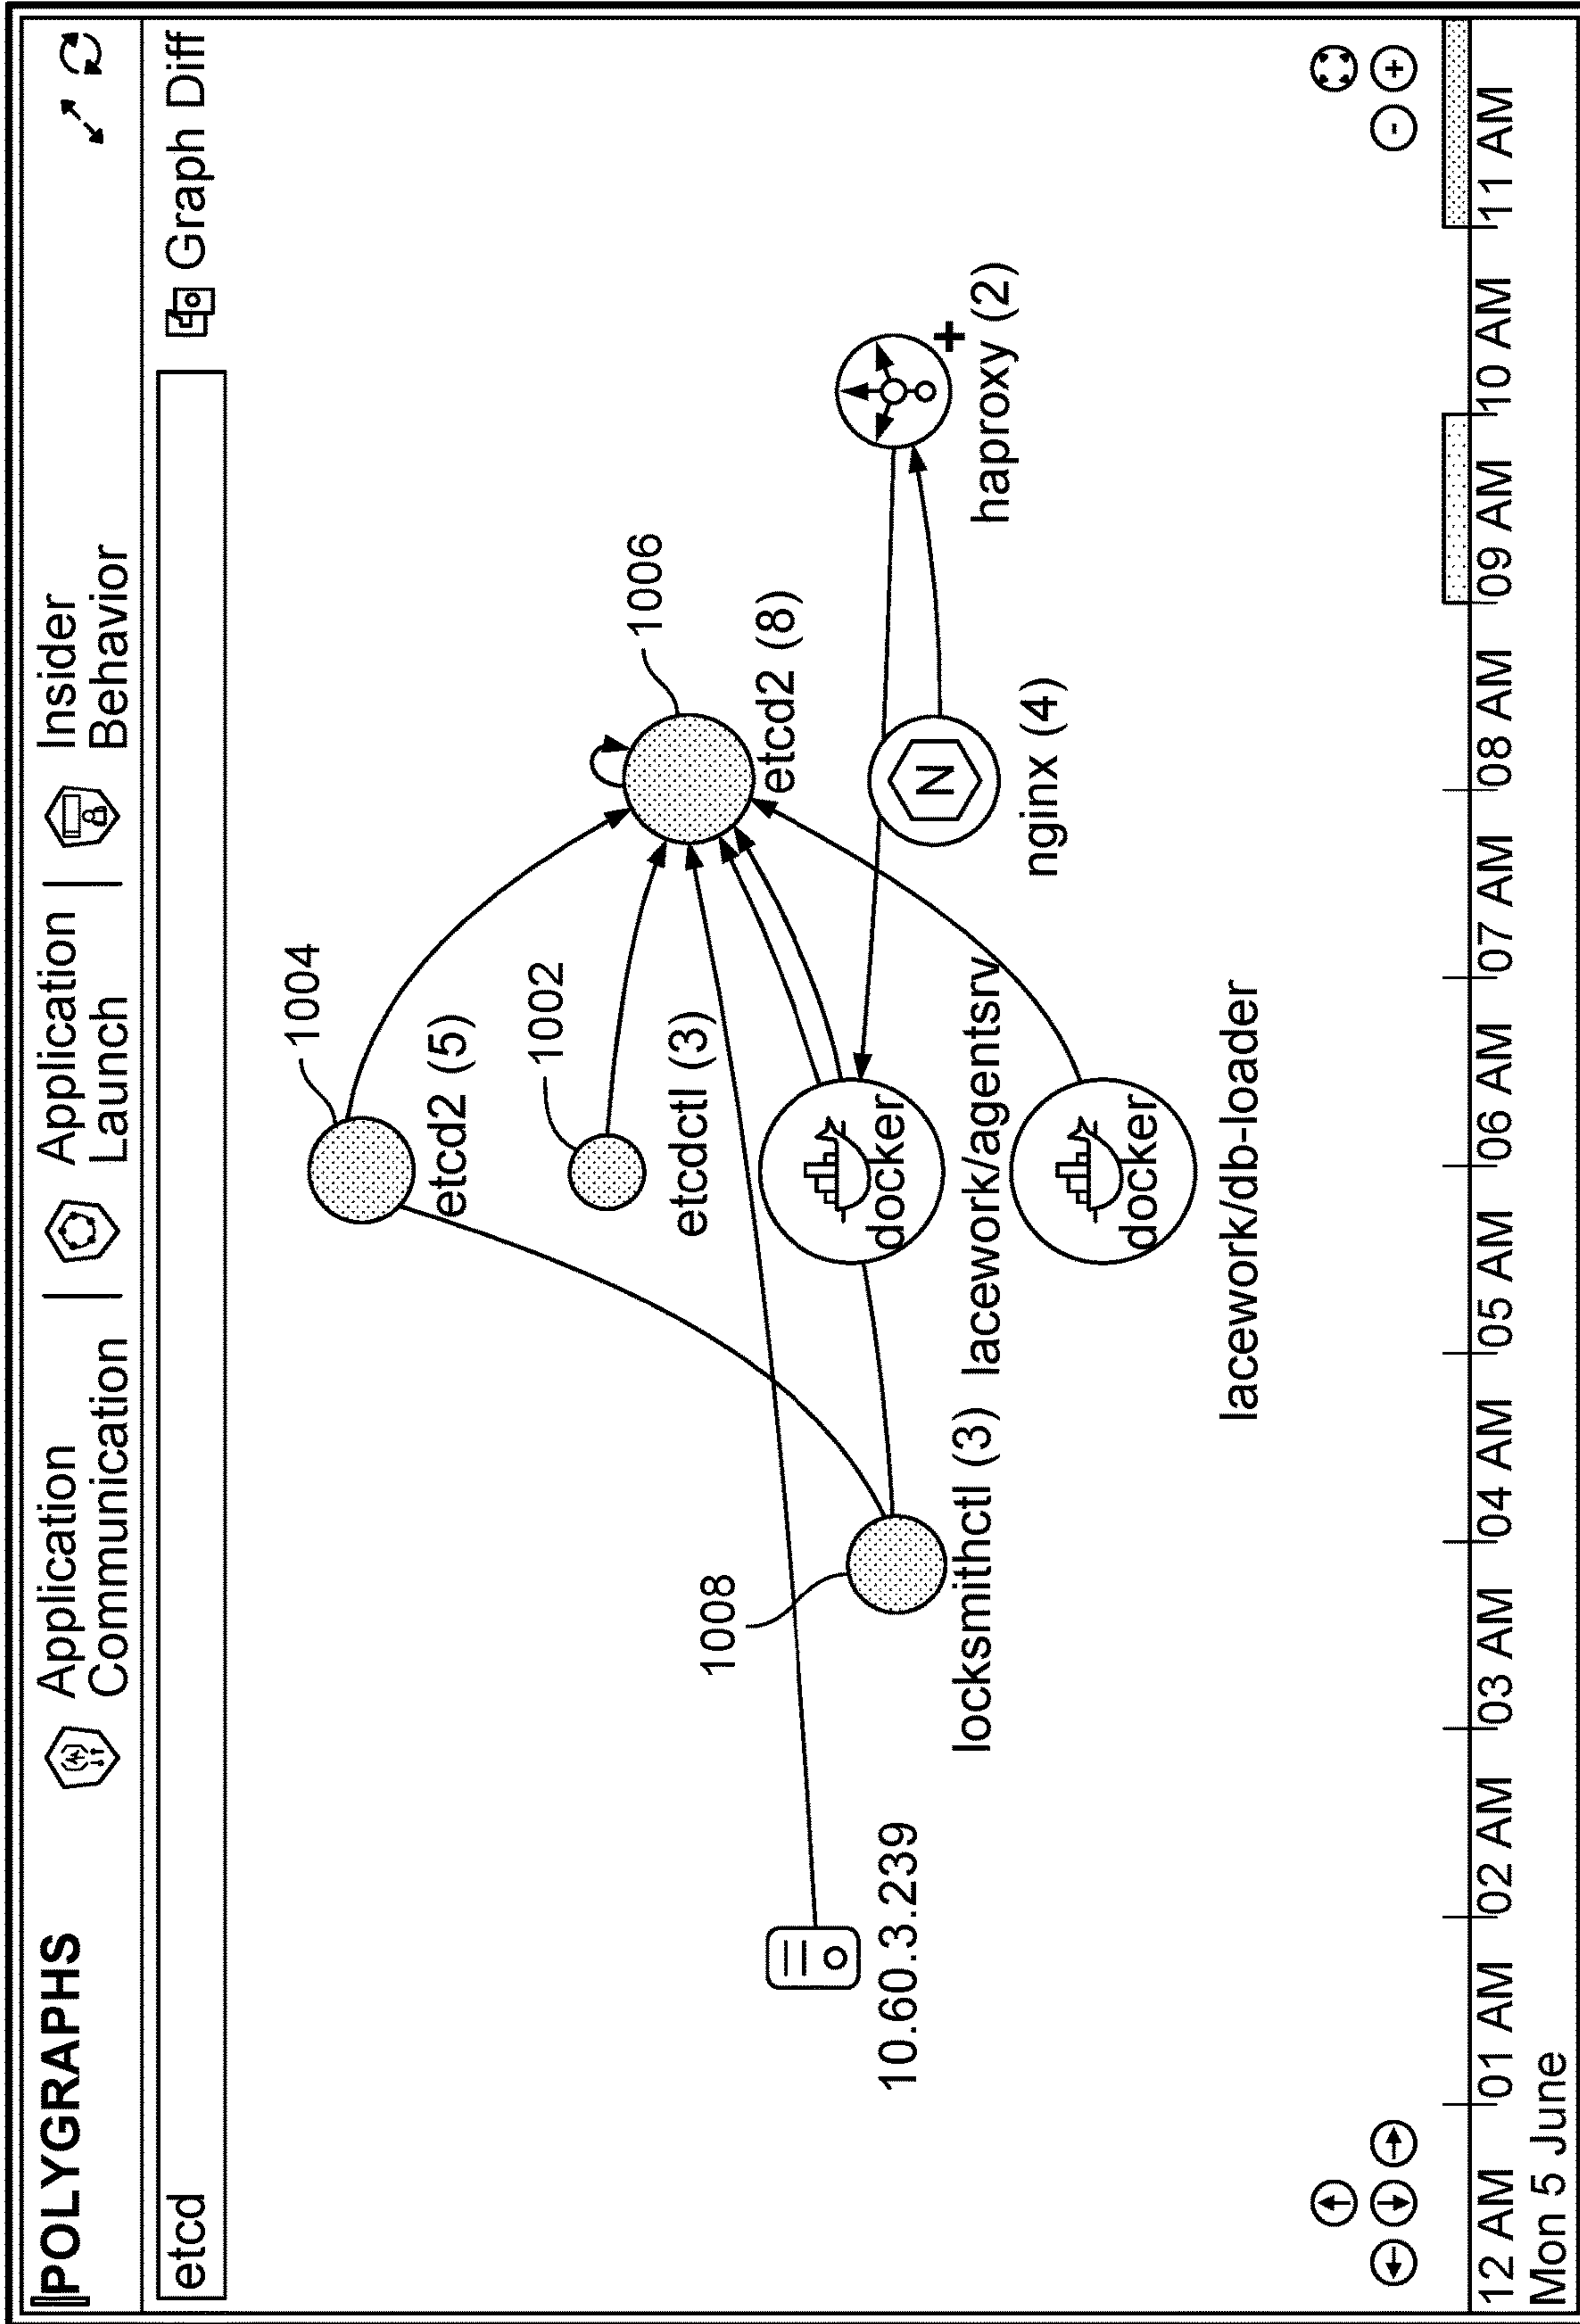 POLYGRAPHS
Application
Communication
Application
Launch
Insider
Behavior
etcd
Graph Diff
1004
etcd2 (5)
1002
etcdctl (3)
1006
etcd2 (8)
1008
locksmithctl (3)
docker
lacework/agentsrv
docker
lacework/db-loader
N
nginx (4)
+
haproxy (2)
10.60.3.239
- +
12 AM 01 AM 02 AM 03 AM 04 AM 05 AM 06 AM 07 AM 08 AM 09 AM 10 AM 11 AM
Mon 5 June